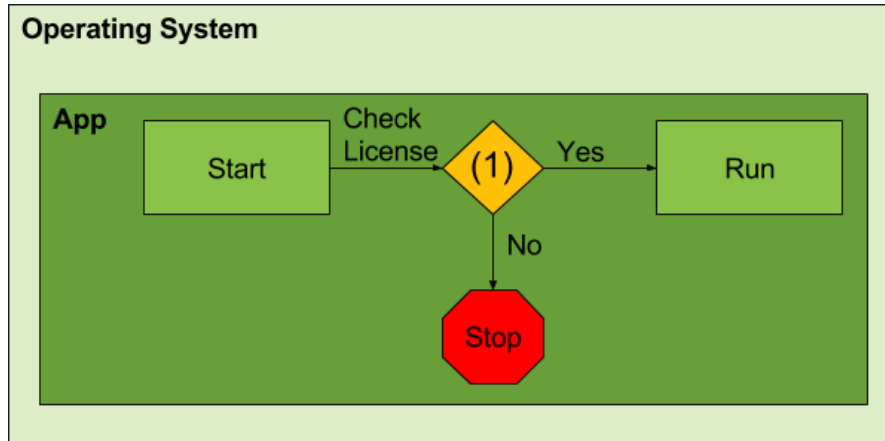 Operating System
App
Start
Check
License
(1)
Yes
Run
No
Stop